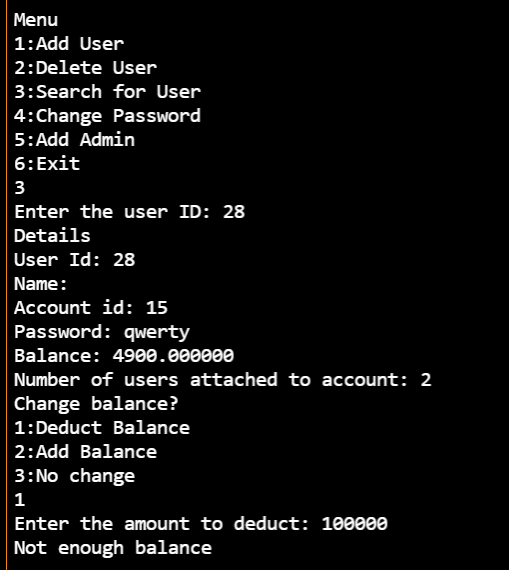 Menu
1:Add User
2:Delete User
3:Search for User
4:Change Password
5:Add Admin
6:Exit
3
Enter the user ID: 28
Details
User Id: 28
Name:
Account id: 15
Password: qwerty
Balance: 4900.000000
Number of users attached to account: 2
Change balance?
1:Deduct Balance
2:Add Balance
3:No change
1
Enter the amount to deduct: 100000
Not enough balance